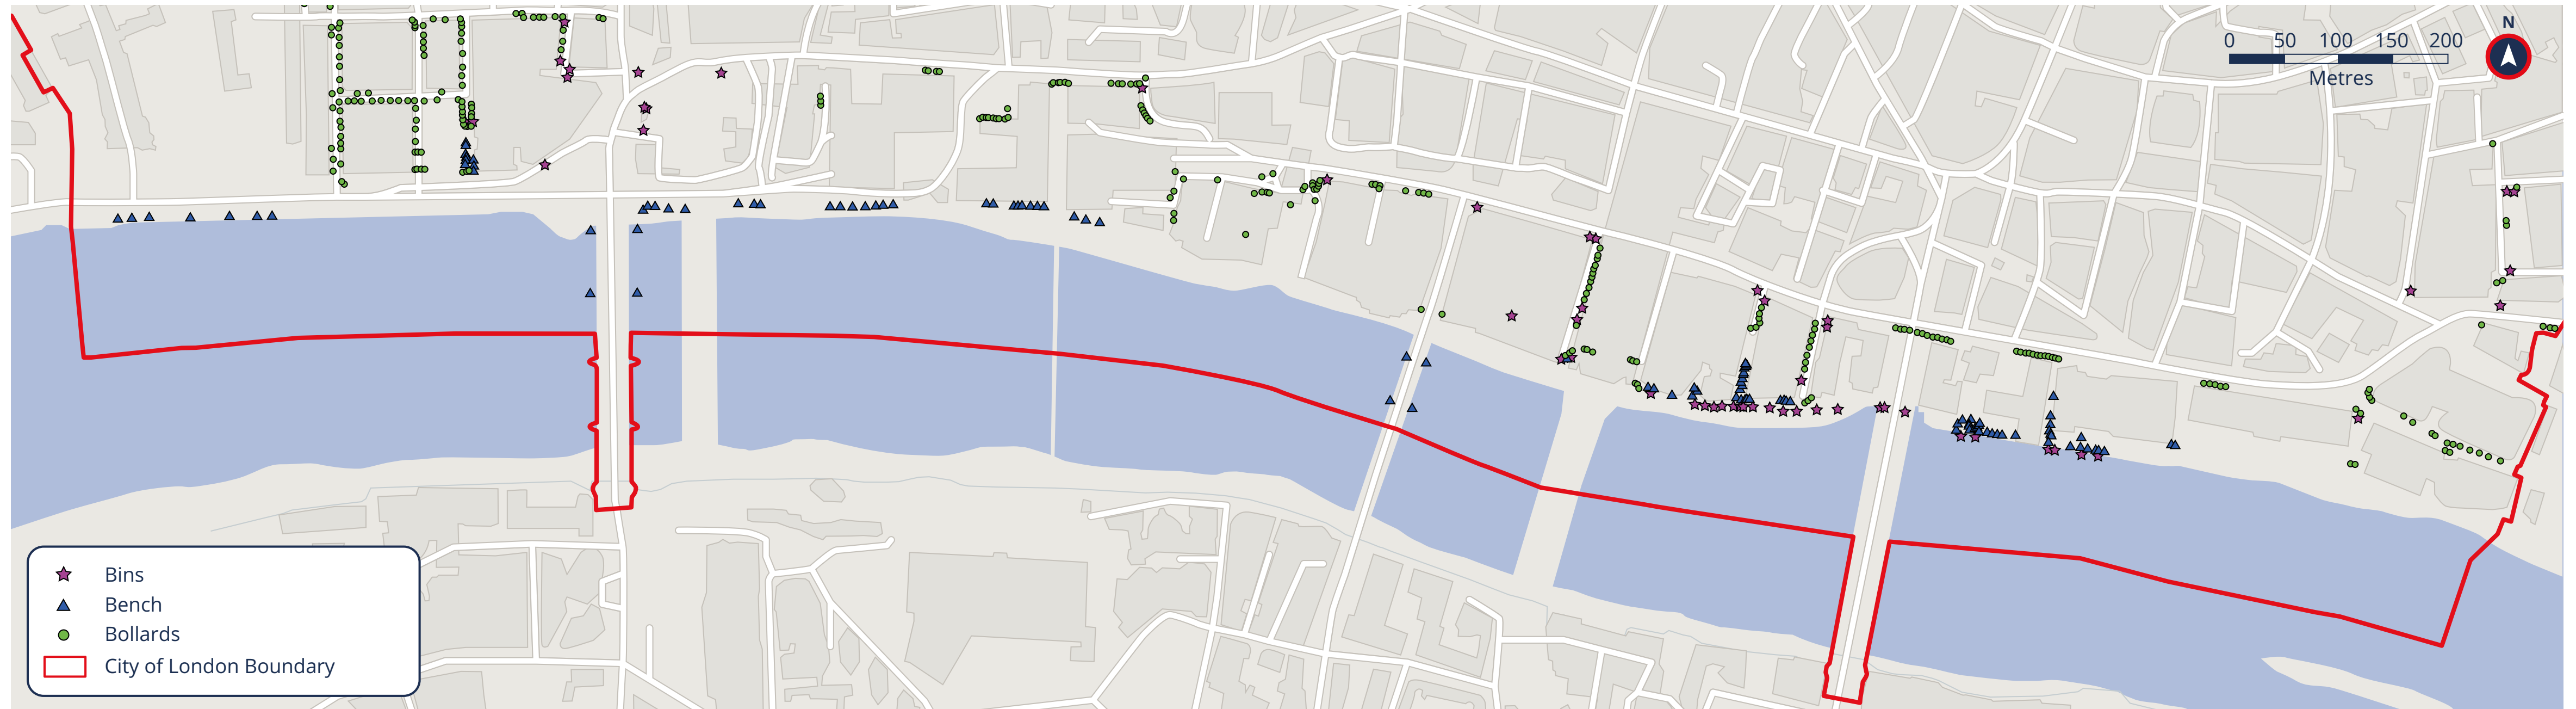 N
0 50 100 150 200
Metres
Bins
Bench
Bollards
City of London Boundary